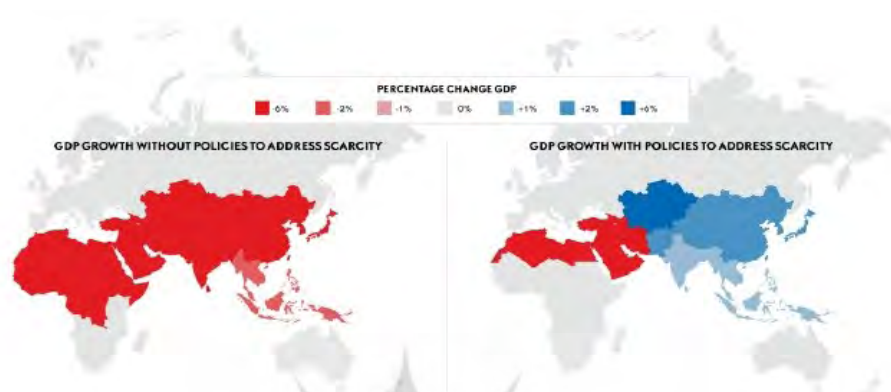 PERCENTAGE CHANGE GDP
-6% -2% -1% 0% +1% +2% +6%
GDP GROWTH WITHOUT POLICIES TO ADDRESS SCARCITY
GDP GROWTH WITH POLICIES TO ADDRESS SCARCITY